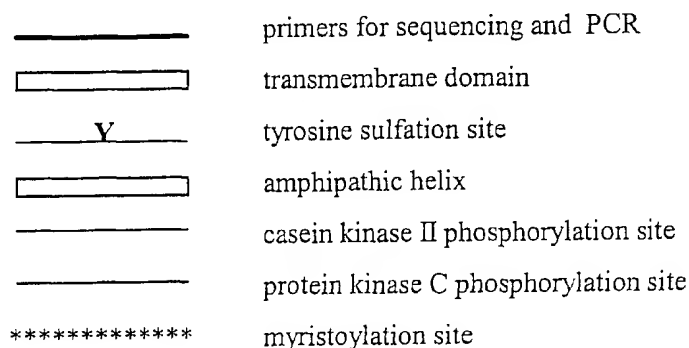 primers for sequencing and PCR
transmembrane domain
Y tyrosine sulfation site
amphipathic helix
casein kinase II phosphorylation site
protein kinase C phosphorylation site
************* myristoylation site